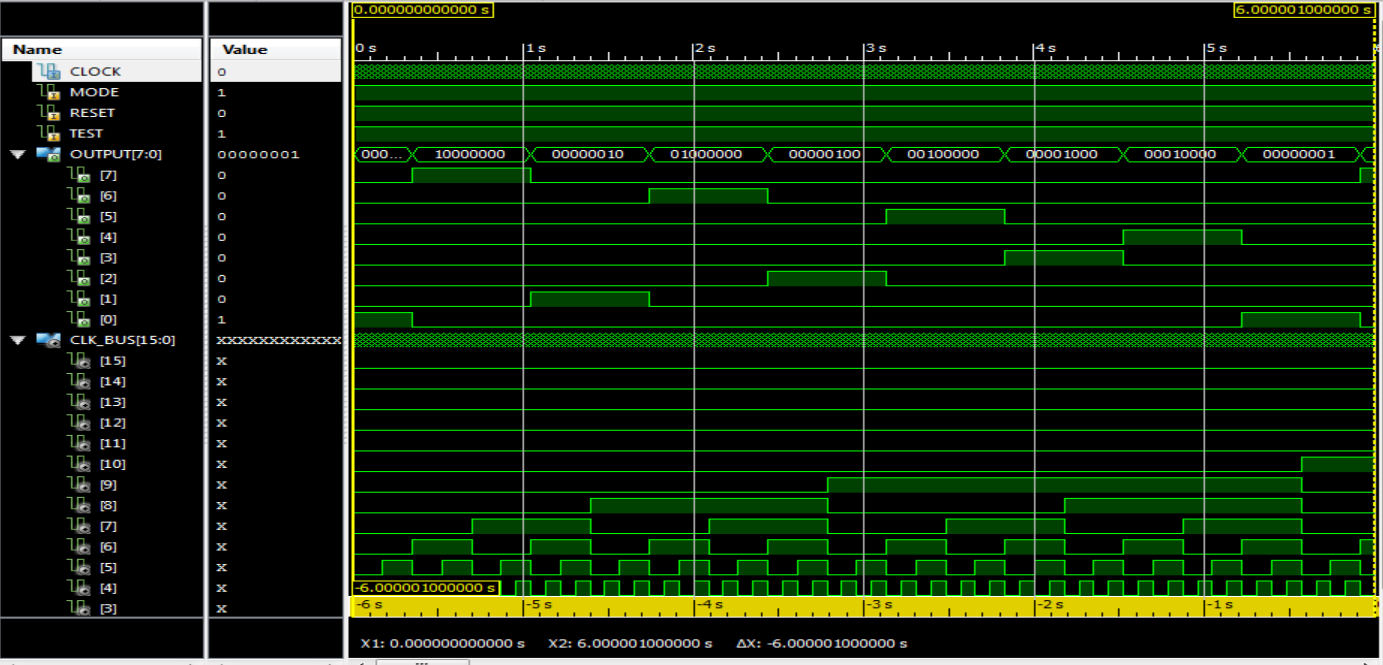 0.000000000000 s 6.000001000000 s
Name Value 0 s 1 s 2 s 3 s 4 s 5 s
CLOCK 0
MODE 1
RESET 0
TEST 1
OUTPUT[7:0] 00000001 000... 10000000 00000010 01000000 00000100 00100000 00001000 00010000 00000001
[7] 0
[6] 0
[5] 0
[4] 0
[3] 0
[2] 0
[1] 0
[0] 1
CLK_BUS[15:0] XXXXXXXXXXXX
[15] X
[14] X
[13] X
[12] X
[11] X
[10] X
[9] X
[8] X
[7] X
[6] X
[5] X
[4] X -6.000001000000 s
[3] X -6 s -5 s -4 s -3 s -2 s -1 s
X1: 0.000000000000 s X2: 6.000001000000 s ΔX: -6.000001000000 s